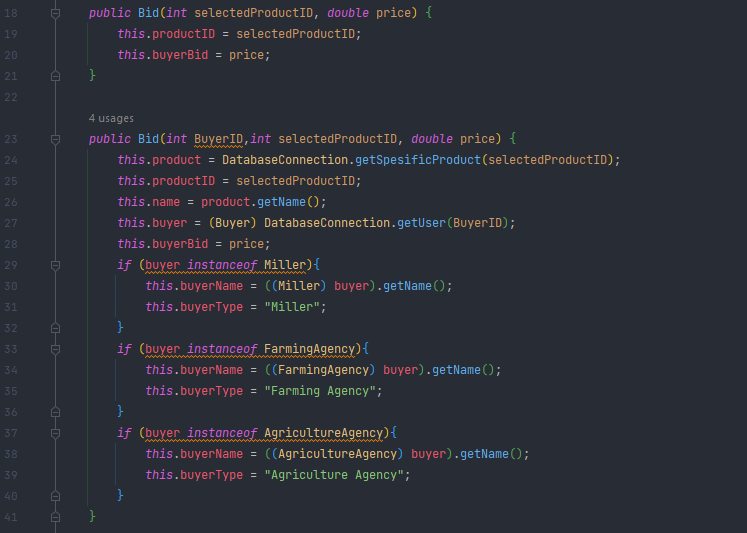 18 public Bid(int selectedProductID, double price) {
19 this.productID = selectedProductID;
20 this.buyerBid = price;
21 }
22
4 usages
23 public Bid(int BuyerID,int selectedProductID, double price) {
24 this.product = DatabaseConnection.getSpesificProduct(selectedProductID);
25 this.productID = selectedProductID;
26 this.name = product.getName();
27 this.buyer = (Buyer) DatabaseConnection.getUser(BuyerID);
28 this.buyerBid = price;
29 if (buyer instanceof Miller){
30 this.buyerName = ((Miller) buyer).getName();
31 this.buyerType = "Miller";
32 }
33 if (buyer instanceof FarmingAgency){
34 this.buyerName = ((FarmingAgency) buyer).getName();
35 this.buyerType = "Farming Agency";
36 }
37 if (buyer instanceof AgricultureAgency){
38 this.buyerName = ((AgricultureAgency) buyer).getName();
39 this.buyerType = "Agriculture Agency";
40 }
41 }